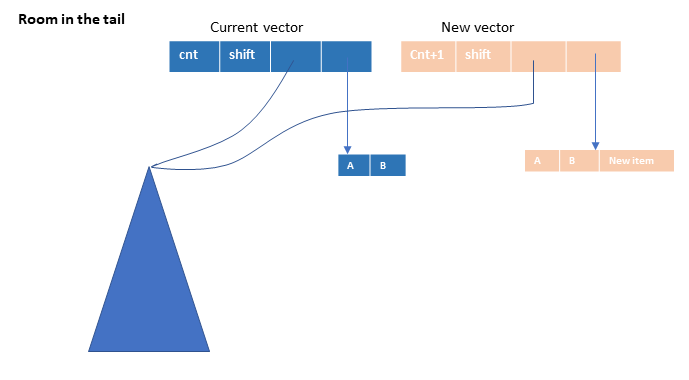 Room in the tail
Current vector
New vector
cnt shift
Cnt+1 shift
A B
A B New item